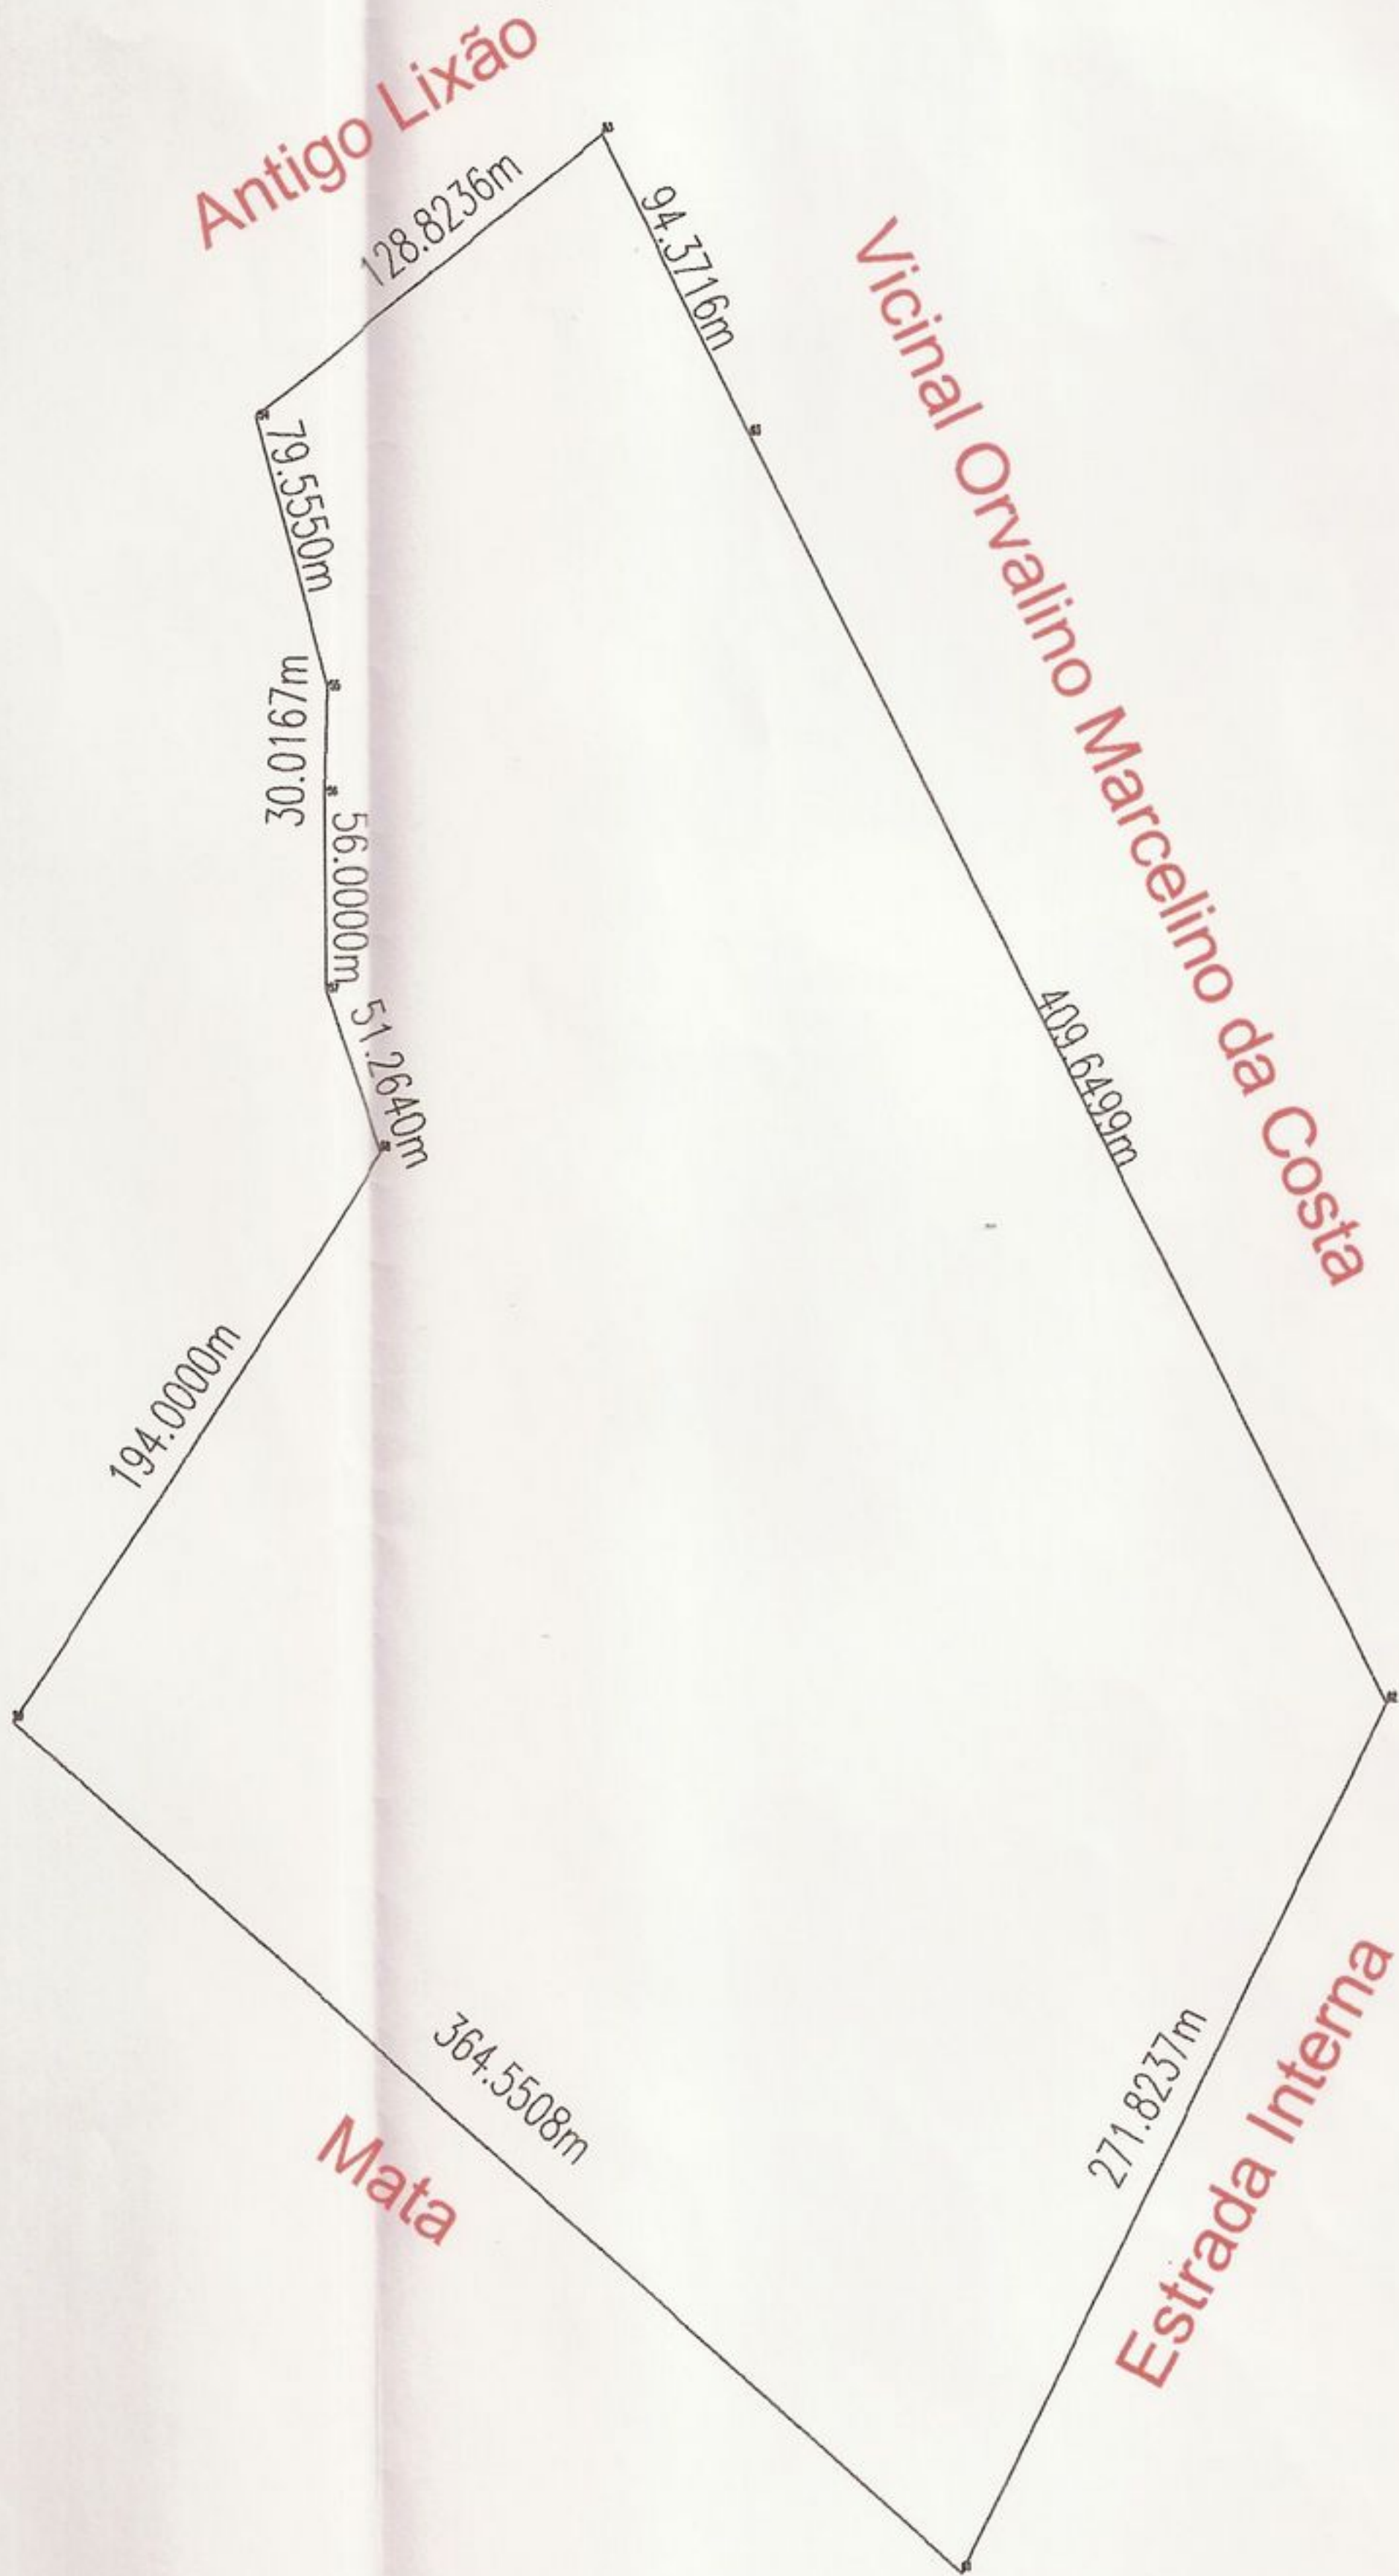 Antigo Lixão
128.8236m
94.3716m
Vicinal Orvalino Marcelino da Costa
79.5550m
30.0167m
56.0000m
51.2640m
409.6499m
194.0000m
364.5508m
Mata
271.8237m
Estrada Interna